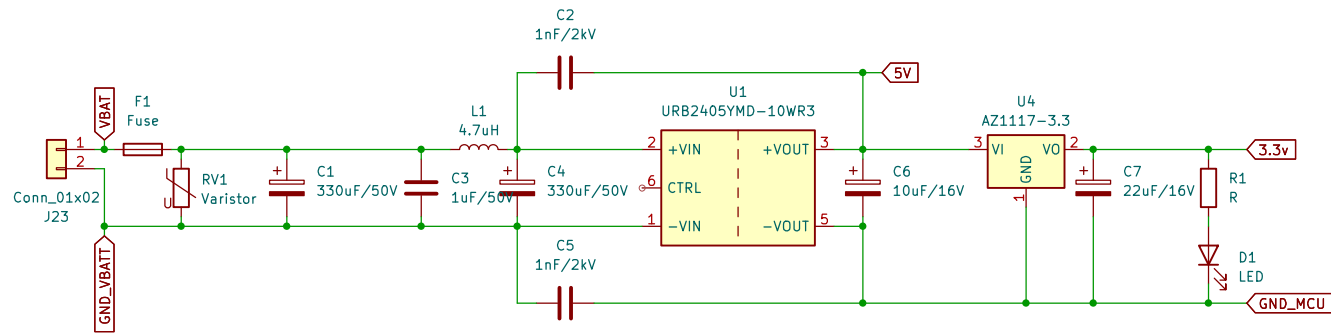 C2
1nF/2kV
5V
U1
URB2405YMD-10WR3
VBAT
F1
Fuse
L1
4.7uH
U4
AZ1117-3.3
1
2
2
+VIN
+VOUT
3
3
VI
VO
2
3.3v
GND
1
+
C1
330uF/50V
C3
1uF/50V
+
C4
330uF/50V
6
CTRL
+
C6
10uF/16V
+
C7
22uF/16V
R1
R
RV1
Varistor
U
Conn_01x02
J23
1
-VIN
-VOUT
5
GND_VBATT
C5
1nF/2kV
D1
LED
GND_MCU